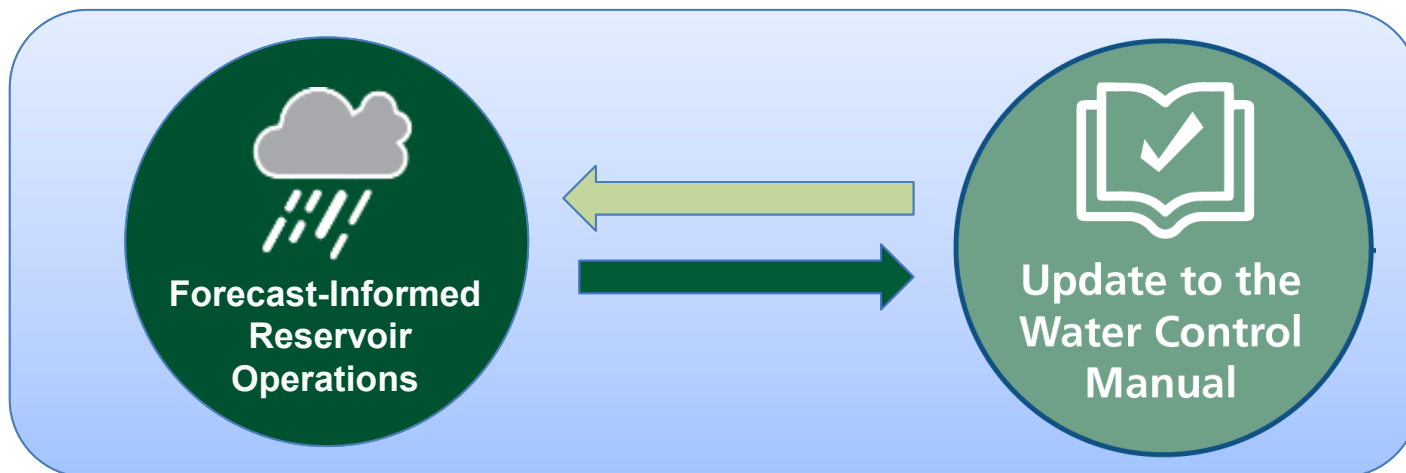 Forecast-Informed
Reservoir
Operations
Update to the
Water Control
Manual